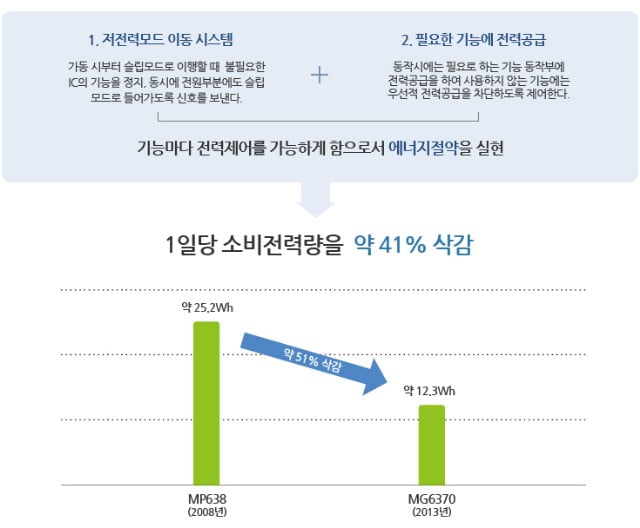 1. 저전력모드 이동 시스템
가동 시부터 슬립모드로 이행할 때 불필요한
IC의 기능을 정지, 동시에 전원부분에도 슬립
모드로 들어가도록 신호를 보낸다.
+
2. 필요한 기능에 전력공급
동작시에는 필요로 하는 기능 동작부에
전력공급을 하여 사용하지 않는 기능에는
우선적 전력공급을 차단하도록 제어한다.
기능마다 전력제어를 가능하게 함으로서 에너지절약을 실현
1일당 소비전력량을 약 41% 삭감
약 25,2Wh
약 51% 삭감
약 12,3Wh
MP638
(2008년)
MG6370
(2013년)